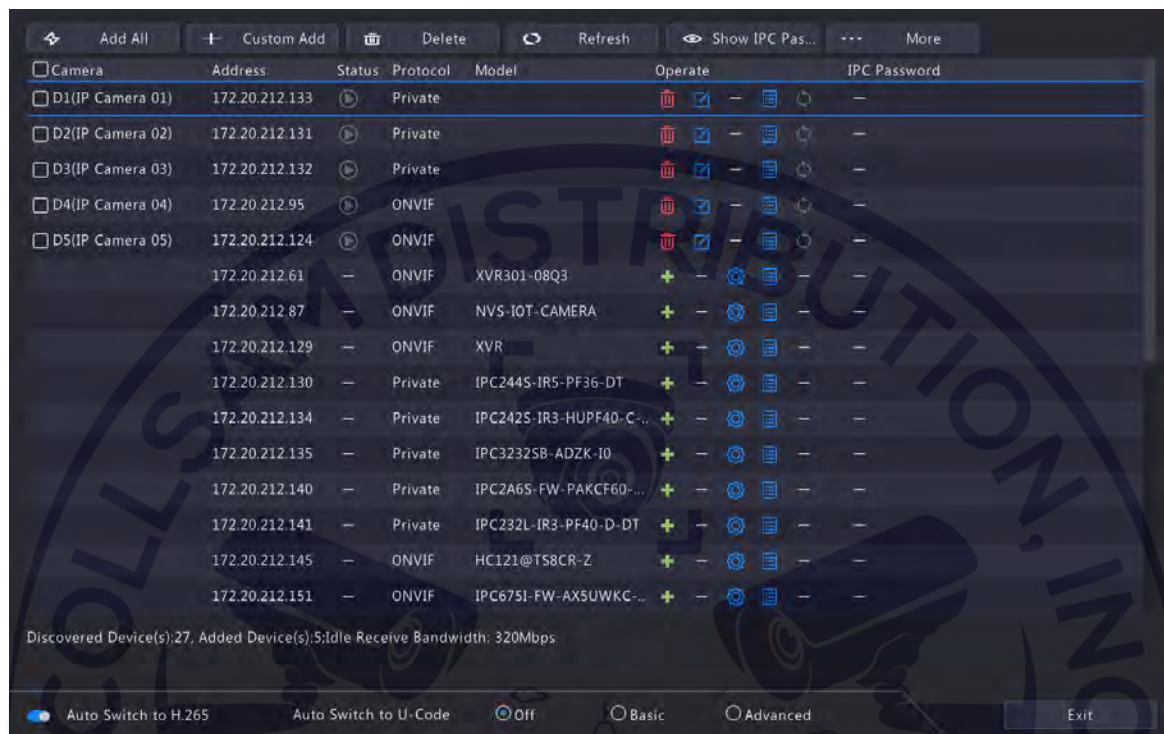 Add All Custom Add Delete Refresh Show IPC Pas... ... More
Camera Address Status Protocol Model Operate IPC Password
D1(IP Camera 01) 172.20.212.133 Private — —
D2(IP Camera 02) 172.20.212.131 Private — —
D3(IP Camera 03) 172.20.212.132 Private — —
D4(IP Camera 04) 172.20.212.95 ONVIF — —
D5(IP Camera 05) 172.20.212.124 ONVIF — —
172.20.212.61 — ONVIF XVR301-08Q3 — — —
172.20.212.87 — ONVIF NVS-IOT-CAMERA — — —
172.20.212.129 — ONVIF XVR — — —
172.20.212.130 — Private IPC244S-IR5-PF36-DT — — —
172.20.212.134 — Private IPC242S-IR3-HUPF40-C-.. — — —
172.20.212.135 — Private IPC3232SB-ADZK-I0 — — —
172.20.212.140 — Private IPC2A6S-FW-PAKCF60-... — — —
172.20.212.141 — Private IPC232L-IR3-PF40-D-DT — — —
172.20.212.145 — ONVIF HC121@TS8CR-Z — — —
172.20.212.151 — ONVIF IPC675I-FW-AX5UWKC-.. — — —
Discovered Device(s):27, Added Device(s):5;Idle Receive Bandwidth: 320Mbps
Auto Switch to H.265 Auto Switch to U-Code Off Basic Advanced Exit
COLLSAM DISTRIBUTION, INC